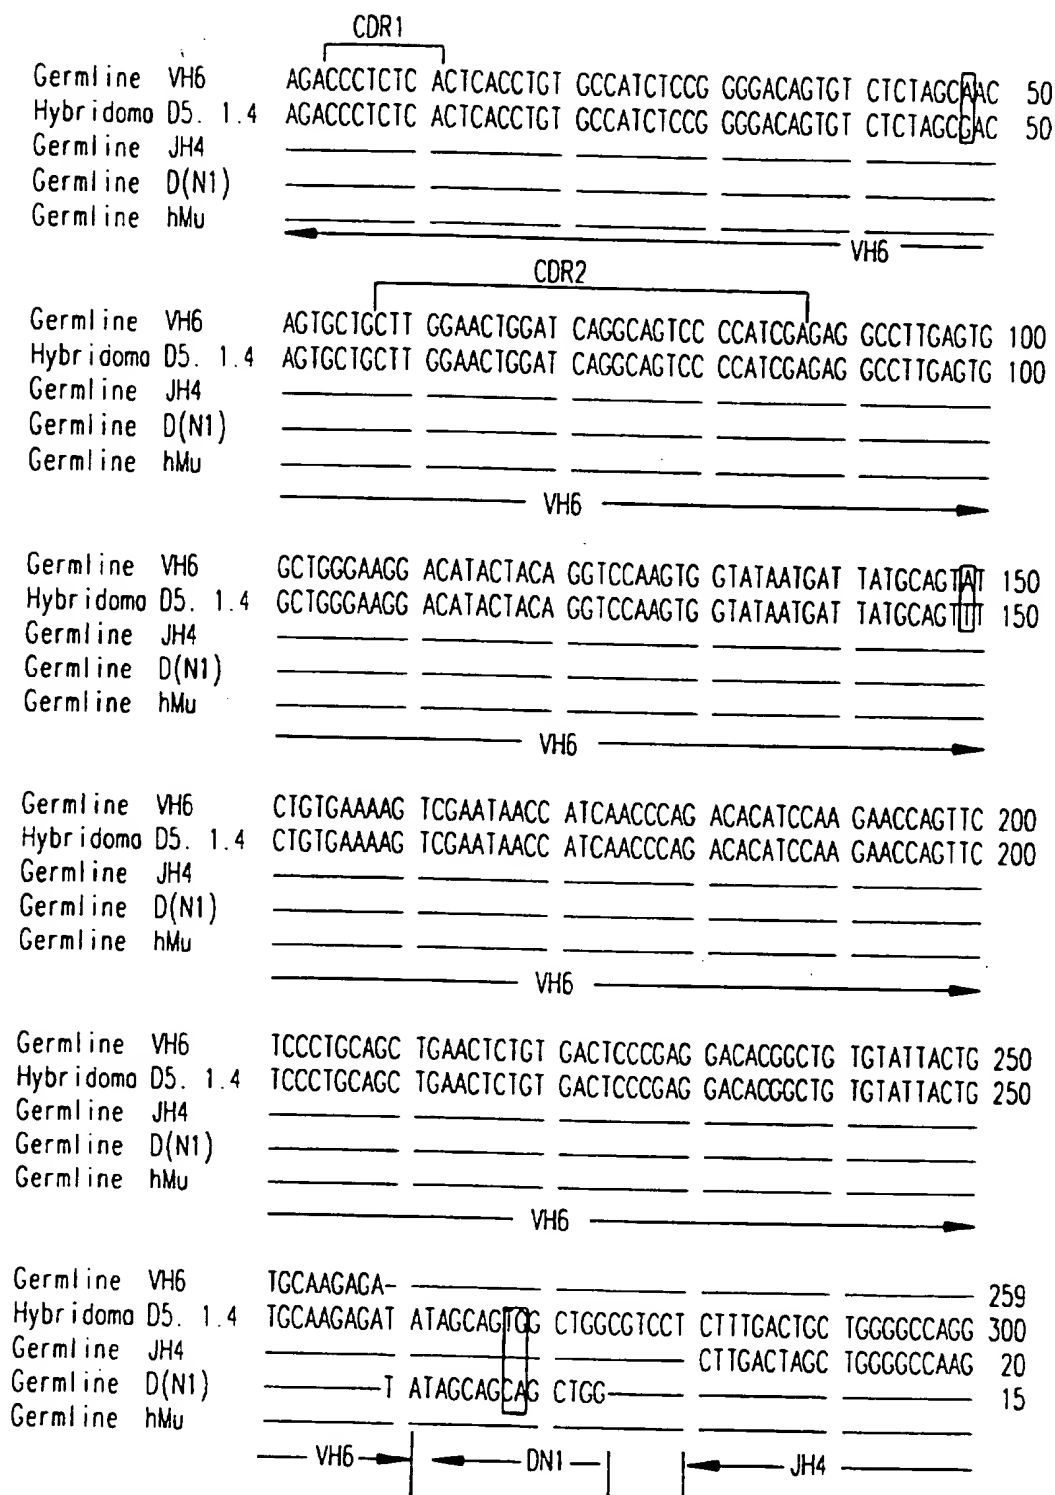 CDR1
Germline VH6 AGACCCTCTC ACTCACCTGT GCCATCTCCG GGGACAGTGT CTCTAGCAAC 50
Hybridoma D5. 1.4 AGACCCTCTC ACTCACCTGT GCCATCTCCG GGGACAGTGT CTCTAGCGAC 50
Germline JH4
Germline D(N1)
Germline hMu
VH6
CDR2
Germline VH6 AGTGCTGCTT GGAACTGGAT CAGGCAGTCC CCATCGAGAG GCCTTGAGTG 100
Hybridoma D5. 1.4 AGTGCTGCTT GGAACTGGAT CAGGCAGTCC CCATCGAGAG GCCTTGAGTG 100
Germline JH4
Germline D(N1)
Germline hMu
VH6
Germline VH6 GCTGGGAAGG ACATACTACA GGTCCAAGTG GTATAATGAT TATGCAGTAT 150
Hybridoma D5. 1.4 GCTGGGAAGG ACATACTACA GGTCCAAGTG GTATAATGAT TATGCAGTTT 150
Germline JH4
Germline D(N1)
Germline hMu
VH6
Germline VH6 CTGTGAAAAG TCGAATAACC ATCAACCCAG ACACATCCAA GAACCAGTTC 200
Hybridoma D5. 1.4 CTGTGAAAAG TCGAATAACC ATCAACCCAG ACACATCCAA GAACCAGTTC 200
Germline JH4
Germline D(N1)
Germline hMu
VH6
Germline VH6 TCCCTGCAGC TGAACTCTGT GACTCCCGAG GACACGGCTG TGTATTACTG 250
Hybridoma D5. 1.4 TCCCTGCAGC TGAACTCTGT GACTCCCGAG GACACGGCTG TGTATTACTG 250
Germline JH4
Germline D(N1)
Germline hMu
VH6
Germline VH6 TGCAAGAGA- 259
Hybridoma D5. 1.4 TGCAAGAGAT ATAGCAGTGG CTGGCGTCCT CTTTGACTGC TGGGGCCAGG 300
Germline JH4 CTTGACTAGC TGGGGCCAAG 20
Germline D(N1) T ATAGCAGCAG CTGG 15
Germline hMu
VH6 DN1 JH4